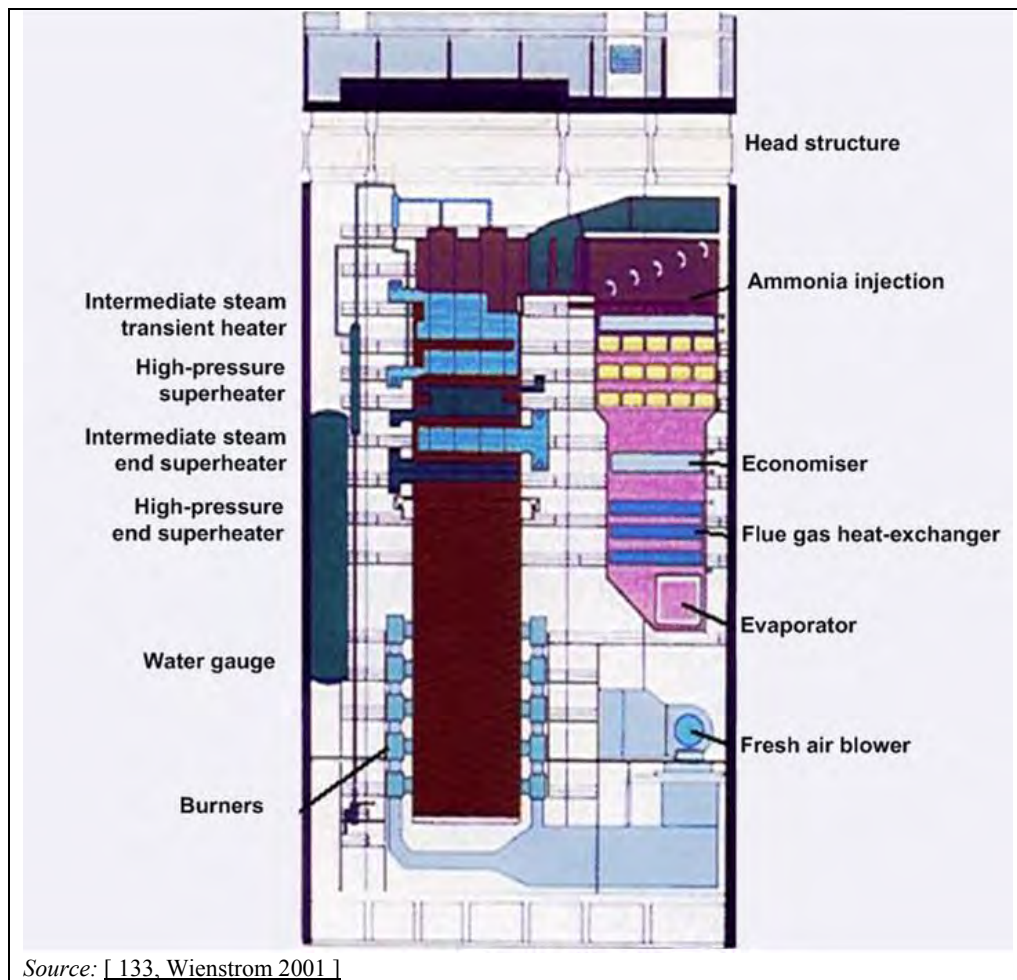 Head structure
Ammonia injection
Intermediate steam
transient heater
High-pressure
superheater
Intermediate steam
end superheater
High-pressure
end superheater
Economiser
Flue gas heat-exchanger
Evaporator
Water gauge
Fresh air blower
Burners
Source: [ 133, Wienstrom 2001 ]